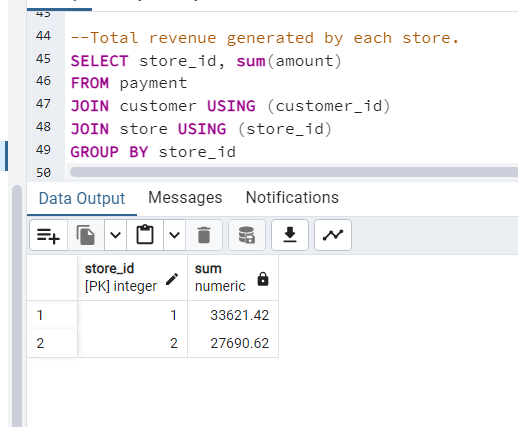 43
44 --Total revenue generated by each store.
45 SELECT store_id, sum(amount)
46 FROM payment
47 JOIN customer USING (customer_id)
48 JOIN store USING (store_id)
49 GROUP BY store_id
50
Data Output Messages Notifications
store_id sum
[PK] integer numeric
1 1 33621.42
2 2 27690.62